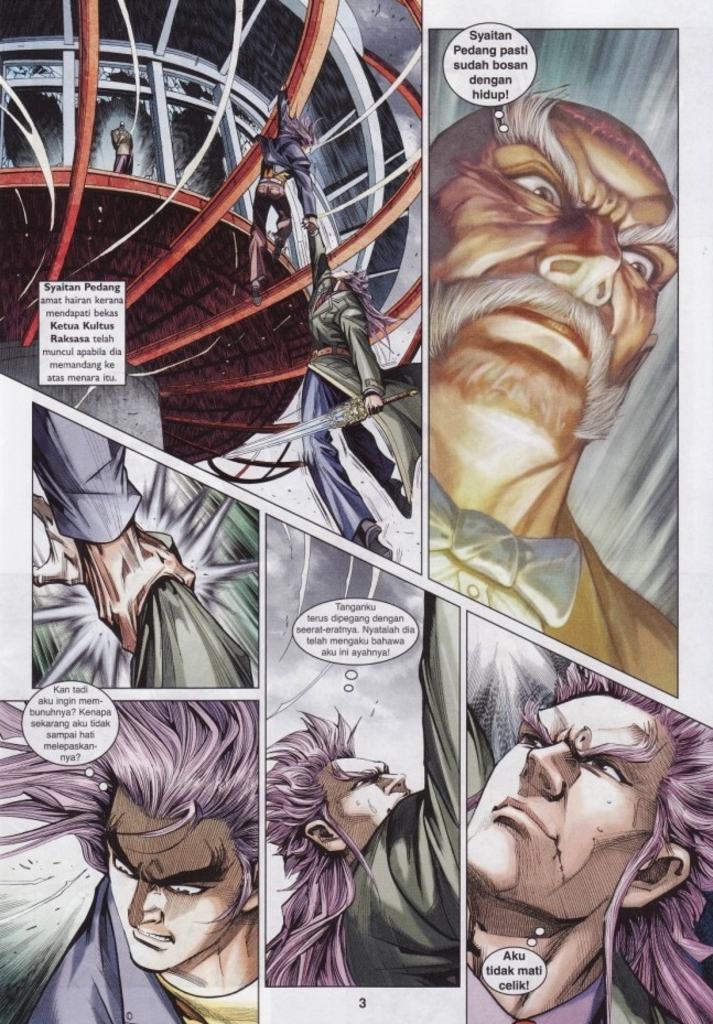 Syaitan
Pedang pasti
sudah bosan
dengan
hidup!
Syaitan Pedang
amat hairan kerana
mendapati bekas
Ketua Kultus
Raksasa telah
muncul apabila dia
memandang ke
atas menara itu.
Tanganku
terus dipegang dengan
seerat-eratnya. Nyatalah dia
telah mengaku bahawa
aku ini ayahnya!
Kan tadi
aku ingin mem-
bunuhnya? Kenapa
sekarang aku tidak
sampai hati
melepaskan-
nya?
Aku
tidak mati
celik!
3